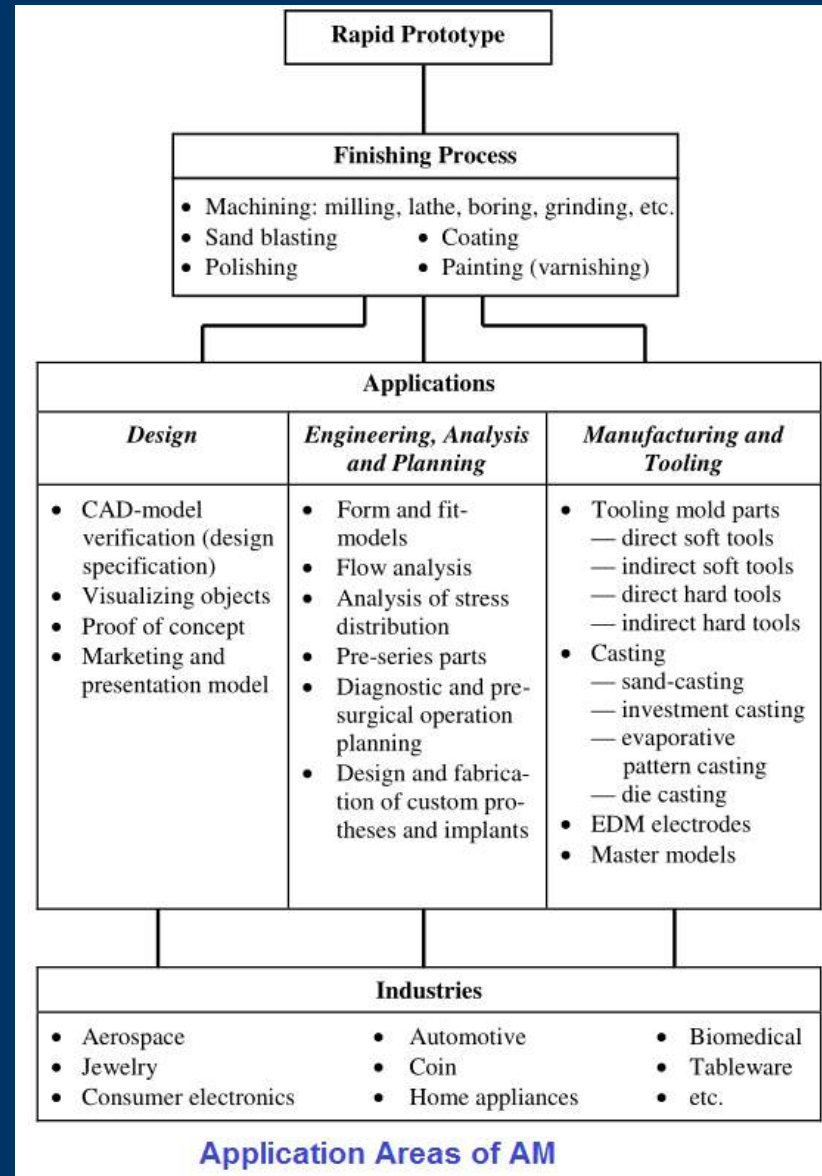 Rapid Prototype
Finishing Process
• Machining: milling, lathe, boring, grinding, etc.
• Sand blasting • Coating
• Polishing • Painting (varnishing)
Applications
Design
• CAD-model
verification (design
specification)
• Visualizing objects
• Proof of concept
• Marketing and
presentation model
Engineering, Analysis
and Planning
• Form and fit-
models
• Flow analysis
• Analysis of stress
distribution
• Pre-series parts
• Diagnostic and pre-
surgical operation
planning
• Design and fabrica-
tion of custom pro-
theses and implants
Manufacturing and
Tooling
• Tooling mold parts
— direct soft tools
— indirect soft tools
— direct hard tools
— indirect hard tools
• Casting
— sand-casting
— investment casting
— evaporative
pattern casting
— die casting
• EDM electrodes
• Master models
Industries
• Aerospace • Automotive • Biomedical
• Jewelry • Coin • Tableware
• Consumer electronics • Home appliances • etc.
Application Areas of AM